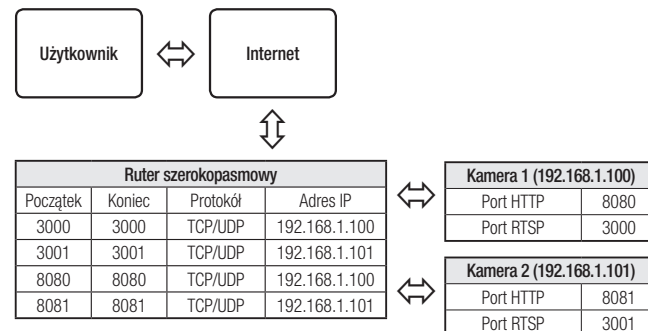 Użytkownik
Internet
Ruter szerokopasmowy
Początek Koniec Protokół Adres IP
3000 3000 TCP/UDP 192.168.1.100
3001 3001 TCP/UDP 192.168.1.101
8080 8080 TCP/UDP 192.168.1.100
8081 8081 TCP/UDP 192.168.1.101
Kamera 1 (192.168.1.100)
Port HTTP 8080
Port RTSP 3000
Kamera 2 (192.168.1.101)
Port HTTP 8081
Port RTSP 3001